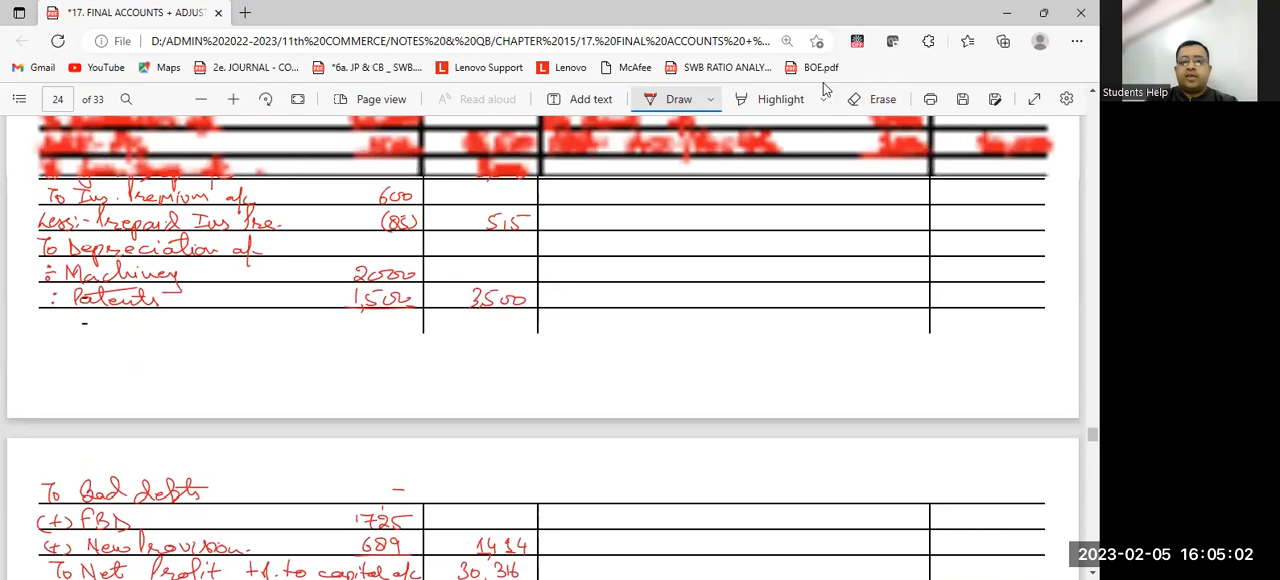 *17. FINAL ACCOUNTS + ADJUS
File D:/ADMIN%202022-2023/11th%20COMMERCE/NOTES%20&%20QB/CHAPTER%2015/17.%20FINAL%20ACCOUNTS%20+%...
Gmail YouTube Maps 2e. JOURNAL - CO... *6a. JP & CB _ SWB.... Lenovo Support Lenovo McAfee SWB RATIO ANALY... BOE.pdf
24 of 33 Page view Read aloud Add text Draw Highlight Erase
Students Help
To Ins. Premium a/c 600
Less:- Prepaid Ins Pre. (85) 515
To Depreciation a/c
÷ Machinery 2000
: Patents 1,500 3,500
-
To Bad debts -
(+) FBD 725
(+) New Provision. 689 1414
To Net Profit trf. to capital a/c 30,316
2023-02-05 16:05:02